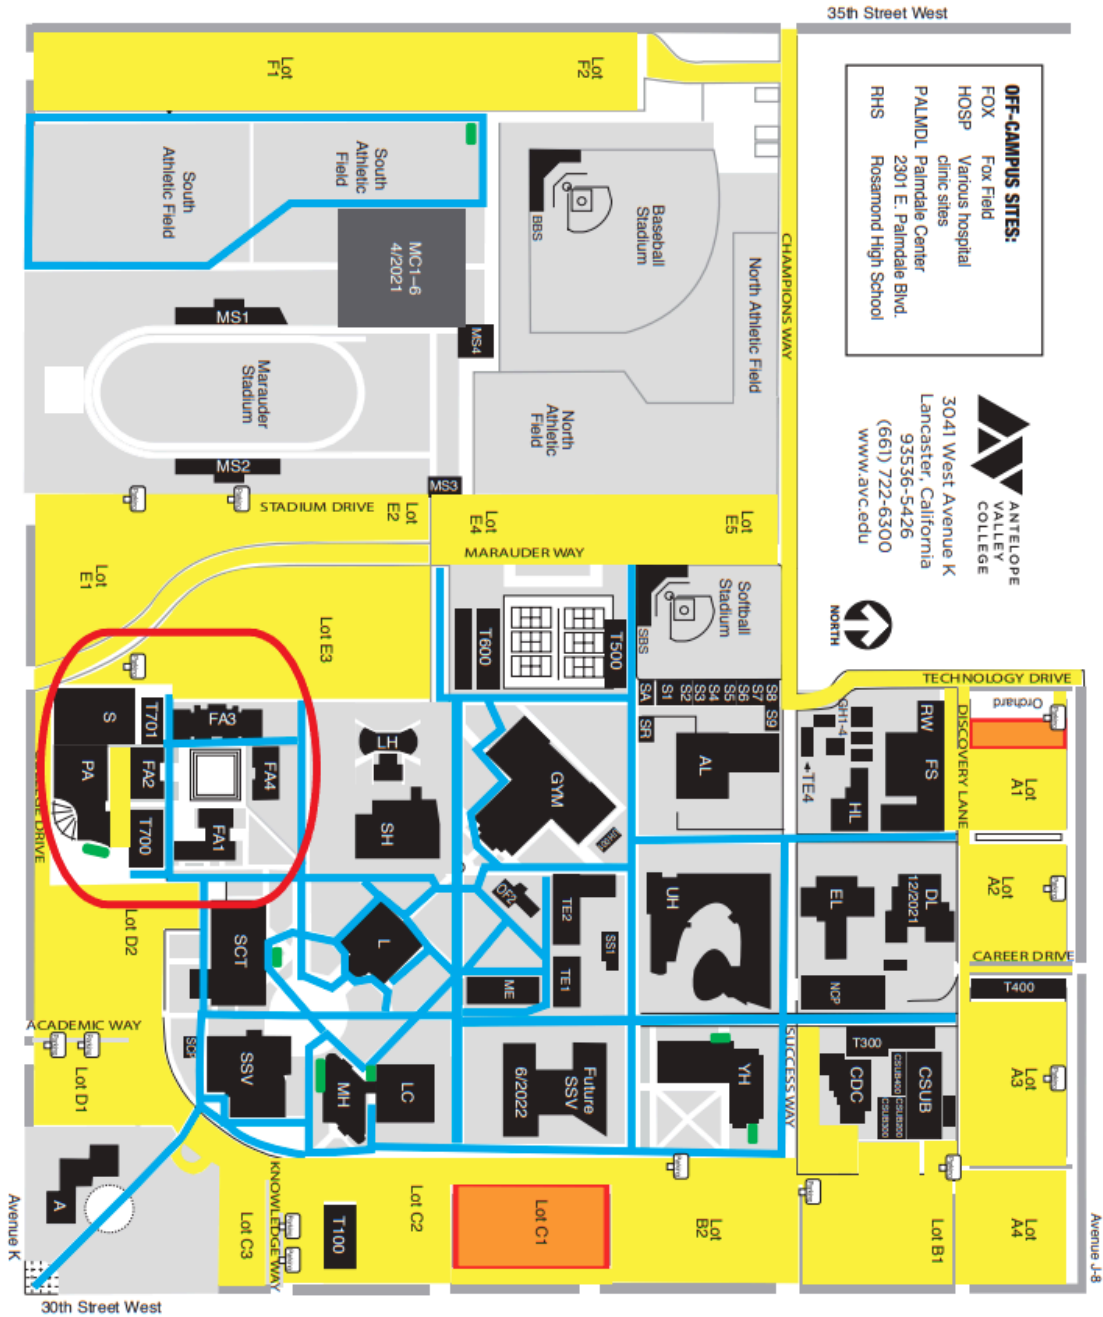 35th Street West
OFF-CAMPUS SITES:
FOX Fox Field
HOSP Various hospital
clinic sites
PALMDL Palmdale Center
2301 E. Palmdale Blvd.
RHS Rosamond High School
ANTELOPE
VALLEY
COLLEGE
3041 West Avenue K
Lancaster, California
93536-5426
(661) 722-6300
www.avc.edu
NORTH
Lot
F1
Lot
F2
South
Athletic Field
South
Athletic
Field
MC1–6
4/2021
BBS
Baseball
Stadium
North Athletic Field
CHAMPIONS WAY
MS1
MS4
Marauder
Stadium
North
Athletic
Field
MS2
MS3
STADIUM DRIVE
Lot
E2
Lot
E4
Lot
E5
MARAUDER WAY
Lot
E1
Lot E3
T600
T500
Softball
Stadium
SBS
TECHNOLOGY DRIVE
SA
S1
S2
S3
S4
S5
S6
S7
S8
S9
SR
AL
GH1-4
TE4
HL
RW
FS
DISCOVERY LANE
Orchard
Lot
A1
S
T701
FA3
PA
FA2
FA4
T700
FA1
COLLEGE DRIVE
LH
SH
GYM
Lot D2
SCT
L
OF2
TE2
SS1
TE1
ME
UH
EL
DL
12/2021
NCP
Lot
A2
CAREER DRIVE
T400
ACADEMIC WAY
Lot D1
SSV
MH
LC
Future
SSV
6/2022
YH
SUCCESS WAY
T300
CDC
CSUB400
CSUB
CSUB300
CSUB200
Lot
A3
A
KNOWLEDGE WAY
Lot C3
T100
Lot C2
Lot C1
Lot
B2
Lot B1
Lot
A4
Avenue K
Avenue J-8
30th Street West